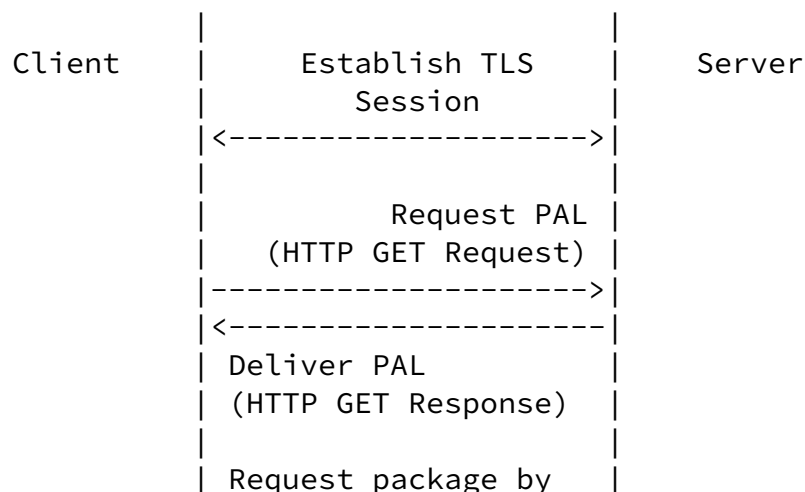 |                      |
Client          |     Establish TLS    |    Server
                |        Session       |
                |<-------------------->|
                |                      |
                |          Request PAL |
                |   (HTTP GET Request) |
                |--------------------->|
                |<---------------------|
                | Deliver PAL          |
                | (HTTP GET Response)  |
                |                      |
                | Request package by   |